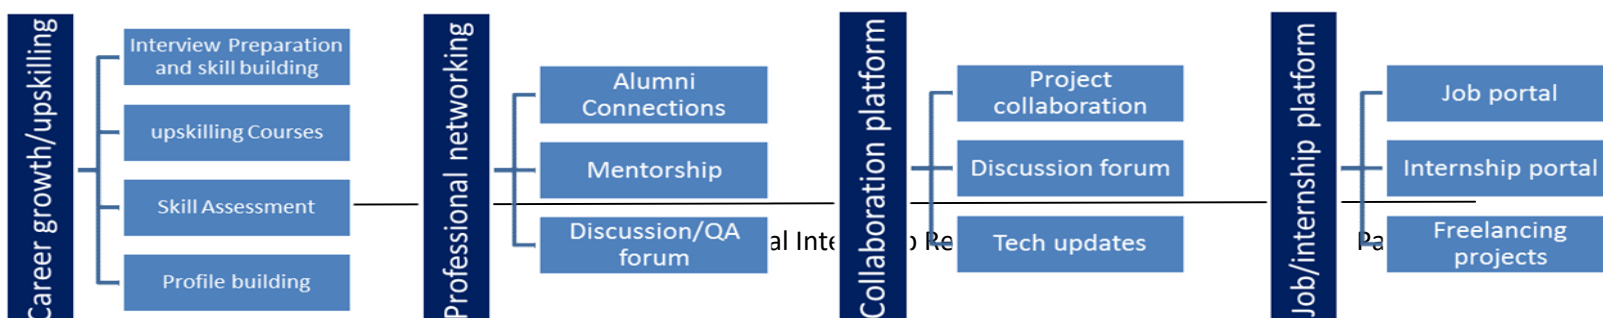 Career growth/upskilling
Interview Preparation
and skill building
upskilling Courses
Skill Assessment
Profile building
Professional networking
Alumni
Connections
Mentorship
Discussion/QA
forum
Collaboration platform
Project
collaboration
Discussion forum
Tech updates
Job/internship platform
Job portal
Internship portal
Freelancing
projects